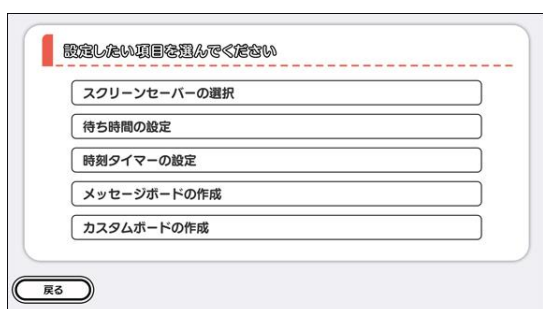 設定したい項目を選んでください
スクリーンセーバーの選択
待ち時間の設定
時刻タイマーの設定
メッセージボードの作成
カスタムボードの作成
戻る